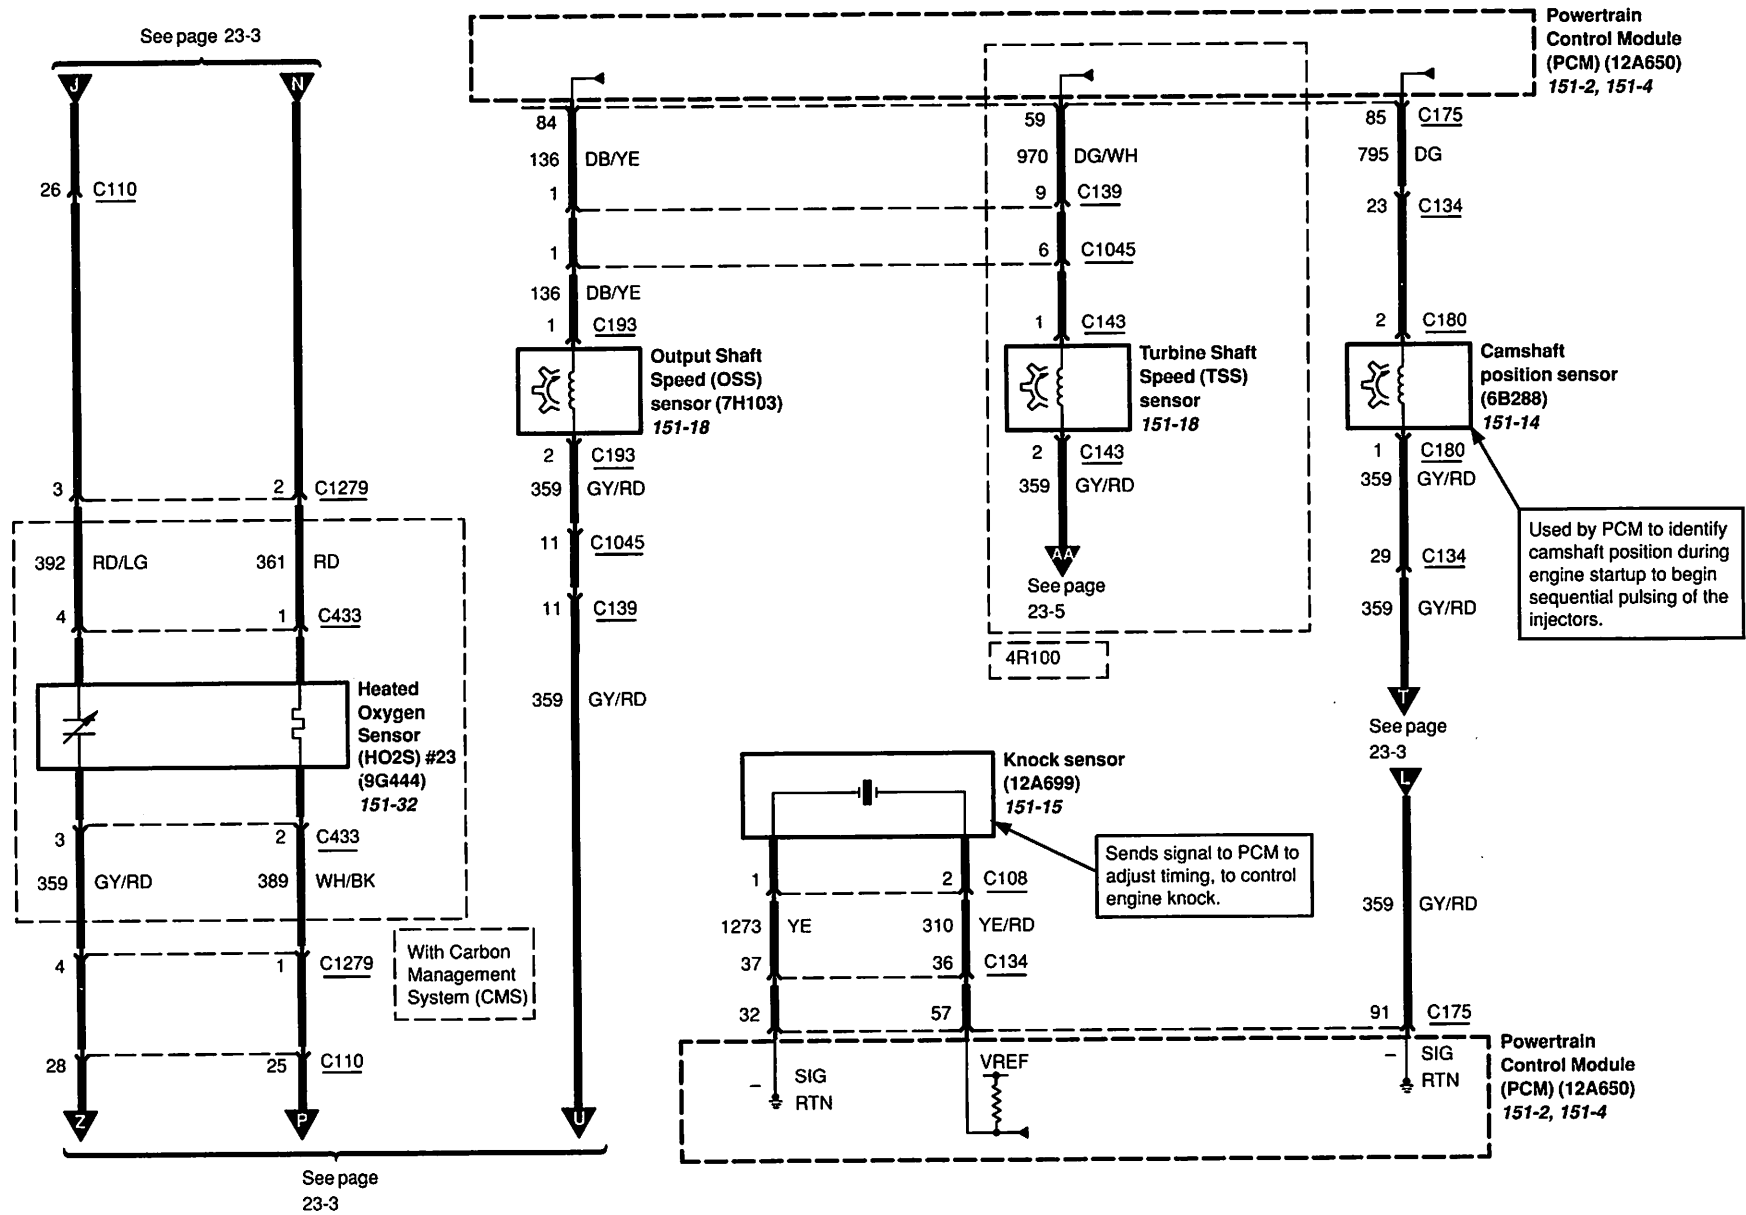 See page 23-3
J
N
26 C110
3
2 C1279
392 RD/LG
361 RD
4
1 C433
Heated
Oxygen
Sensor
(HO2S) #23
(9G444)
151-32
3
2 C433
359 GY/RD
389 WH/BK
With Carbon
Management
System (CMS)
4
1 C1279
28
25 C110
Z
P
U
See page
23-3
Powertrain
Control Module
(PCM) (12A650)
151-2, 151-4
84
59
85 C175
136 DB/YE
970 DG/WH
795 DG
1
9 C139
23 C134
1
6 C1045
136 DB/YE
1 C193
1 C143
2 C180
Output Shaft
Speed (OSS)
sensor (7H103)
151-18
Turbine Shaft
Speed (TSS)
sensor
151-18
Camshaft
position sensor
(6B288)
151-14
2 C193
359 GY/RD
11 C1045
11 C139
359 GY/RD
2 C143
359 GY/RD
AA
See page
23-5
4R100
1 C180
359 GY/RD
29 C134
359 GY/RD
T
See page
23-3
Used by PCM to identify
camshaft position during
engine startup to begin
sequential pulsing of the
injectors.
Knock sensor
(12A699)
151-15
Sends signal to PCM to
adjust timing, to control
engine knock.
1
2 C108
1273 YE
310 YE/RD
37
36 C134
32
57
L
359 GY/RD
91 C175
– SIG
RTN
VREF
– SIG
RTN
Powertrain
Control Module
(PCM) (12A650)
151-2, 151-4